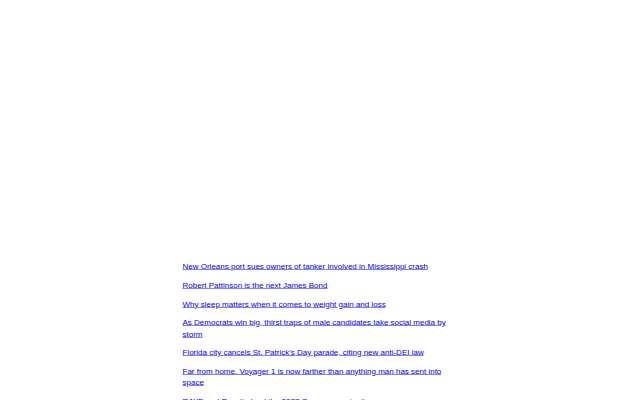 New Orleans port sues owners of tanker involved in Mississippi crash
Robert Pattinson is the next James Bond
Why sleep matters when it comes to weight gain and loss
As Democrats win big, thirst traps of male candidates take social media by
storm
Florida city cancels St. Patrick's Day parade, citing new anti-DEI law
Far from home. Voyager 1 is now farther than anything man has sent into
space